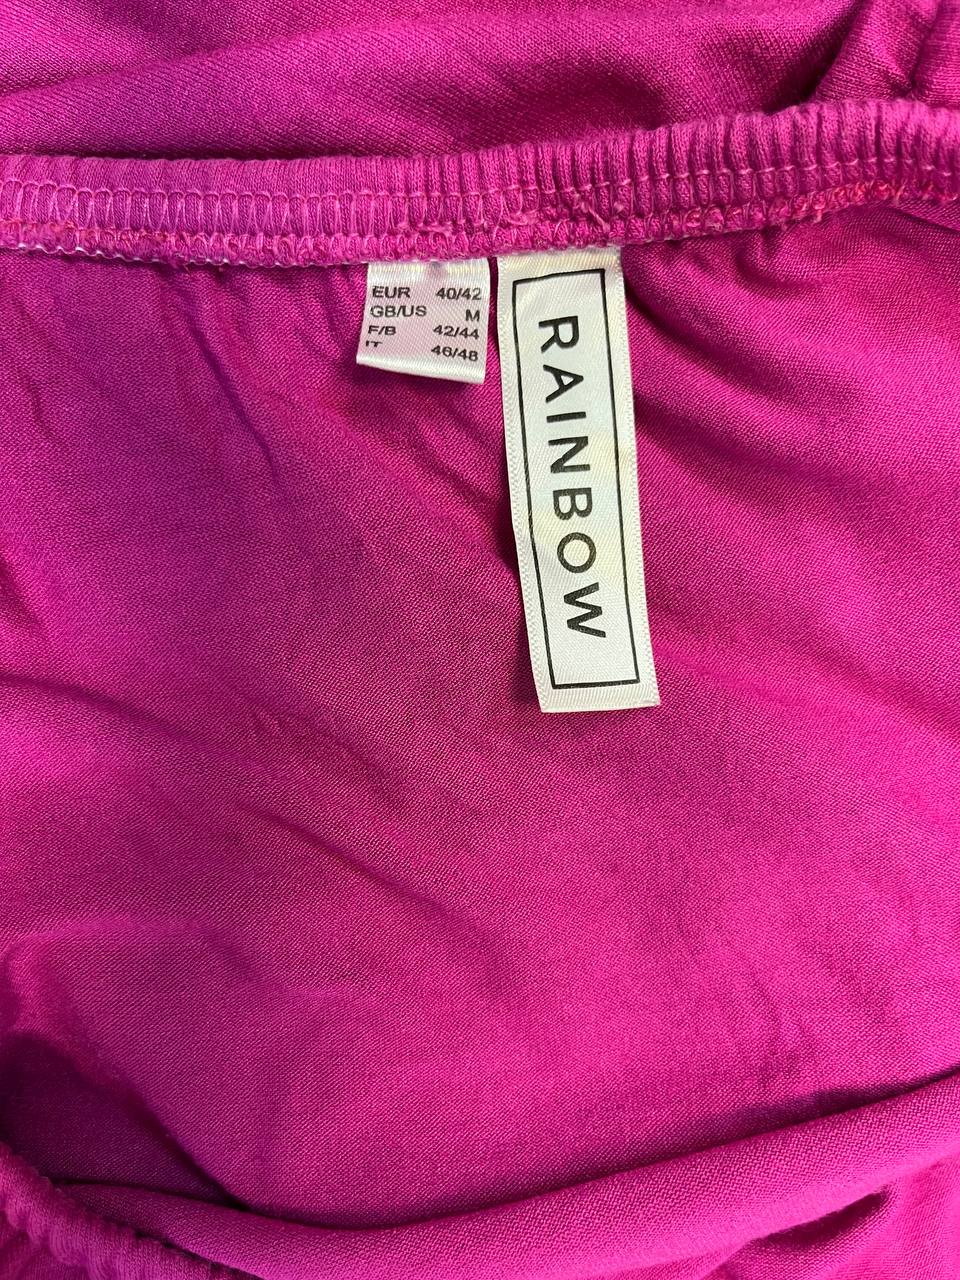 EUR 40/42
GB/US M
F/B 42/44
IT 46/48
RAINBOW